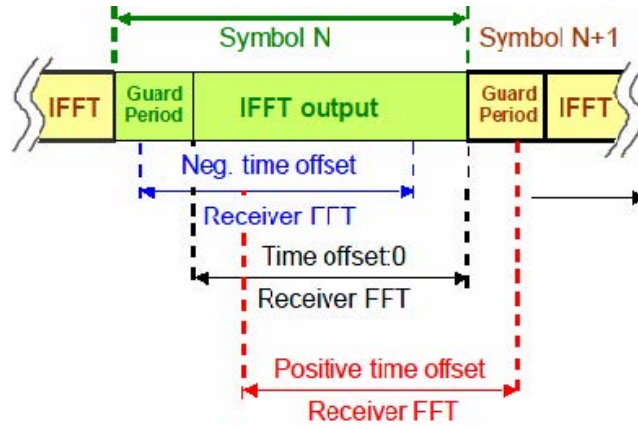 Symbol N
Symbol N+1
IFFT
Guard Period
IFFT output
Guard Period
IFFT
Neg. time offset
Receiver FFT
Time offset:0
Receiver FFT
Positive time offset
Receiver FFT